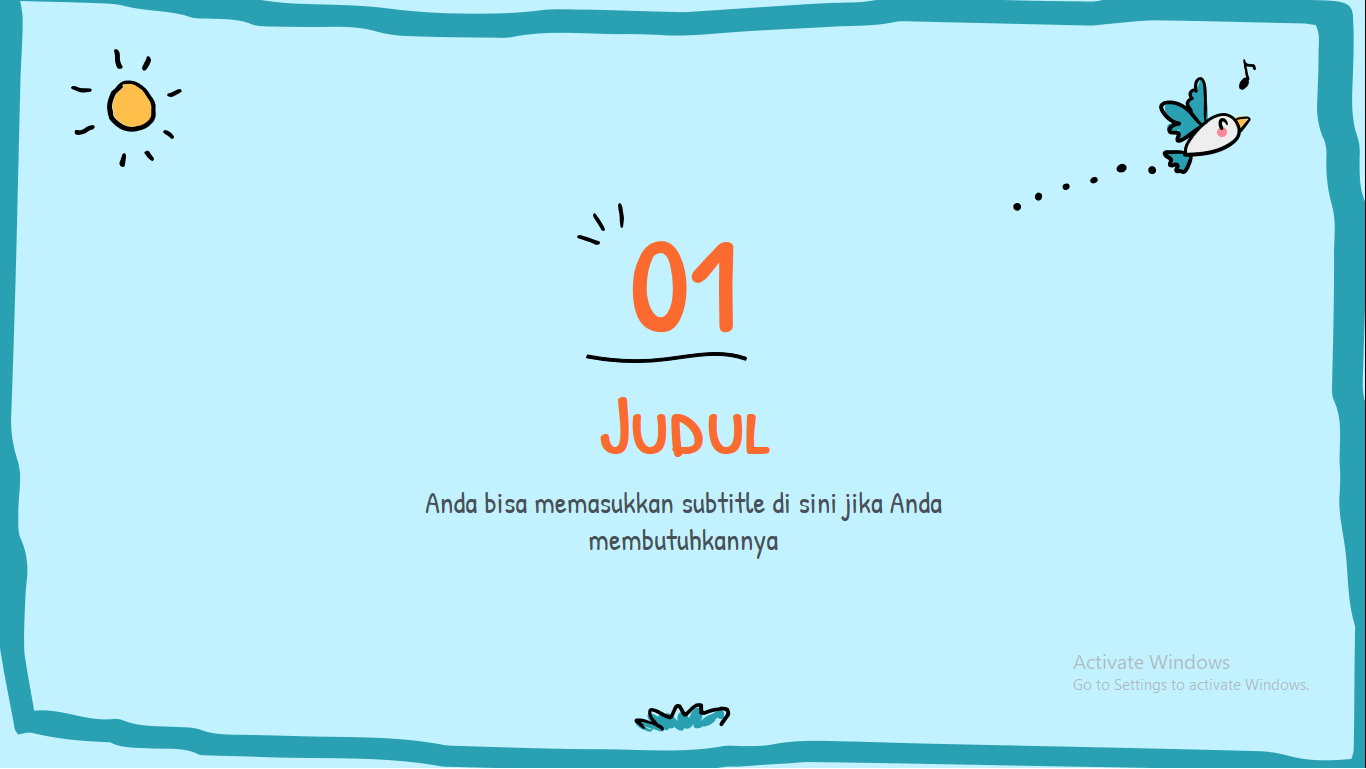 01
Judul
Anda bisa memasukkan subtitle di sini jika Anda
membutuhkannya
Activate Windows
Go to Settings to activate Windows.